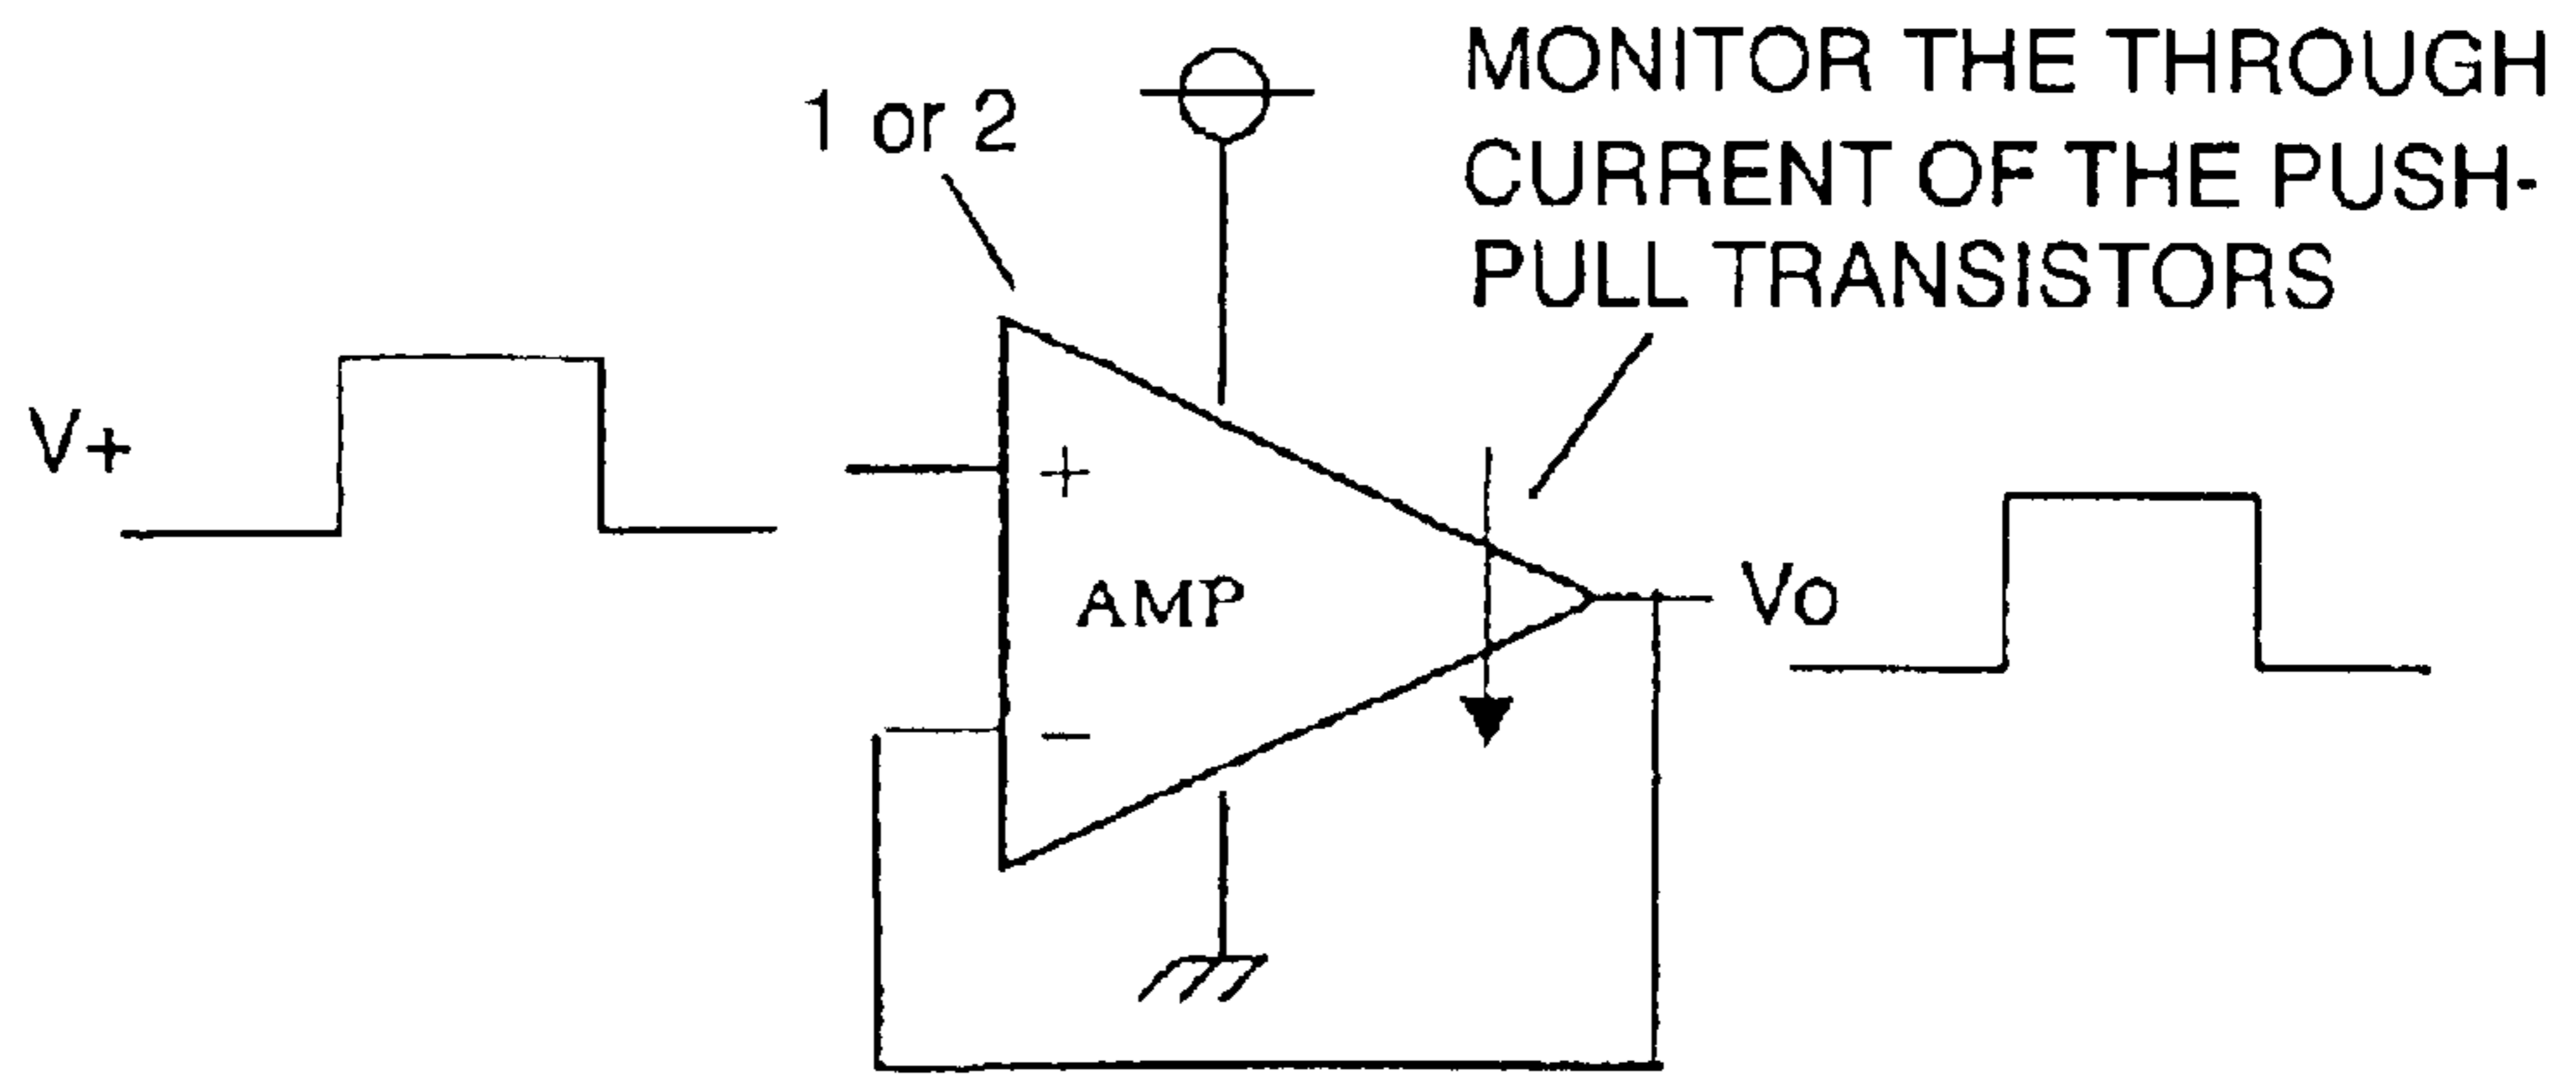 MONITOR THE THROUGH
CURRENT OF THE PUSH-
PULL TRANSISTORS
1 or 2
V+
+
AMP
Vo
−